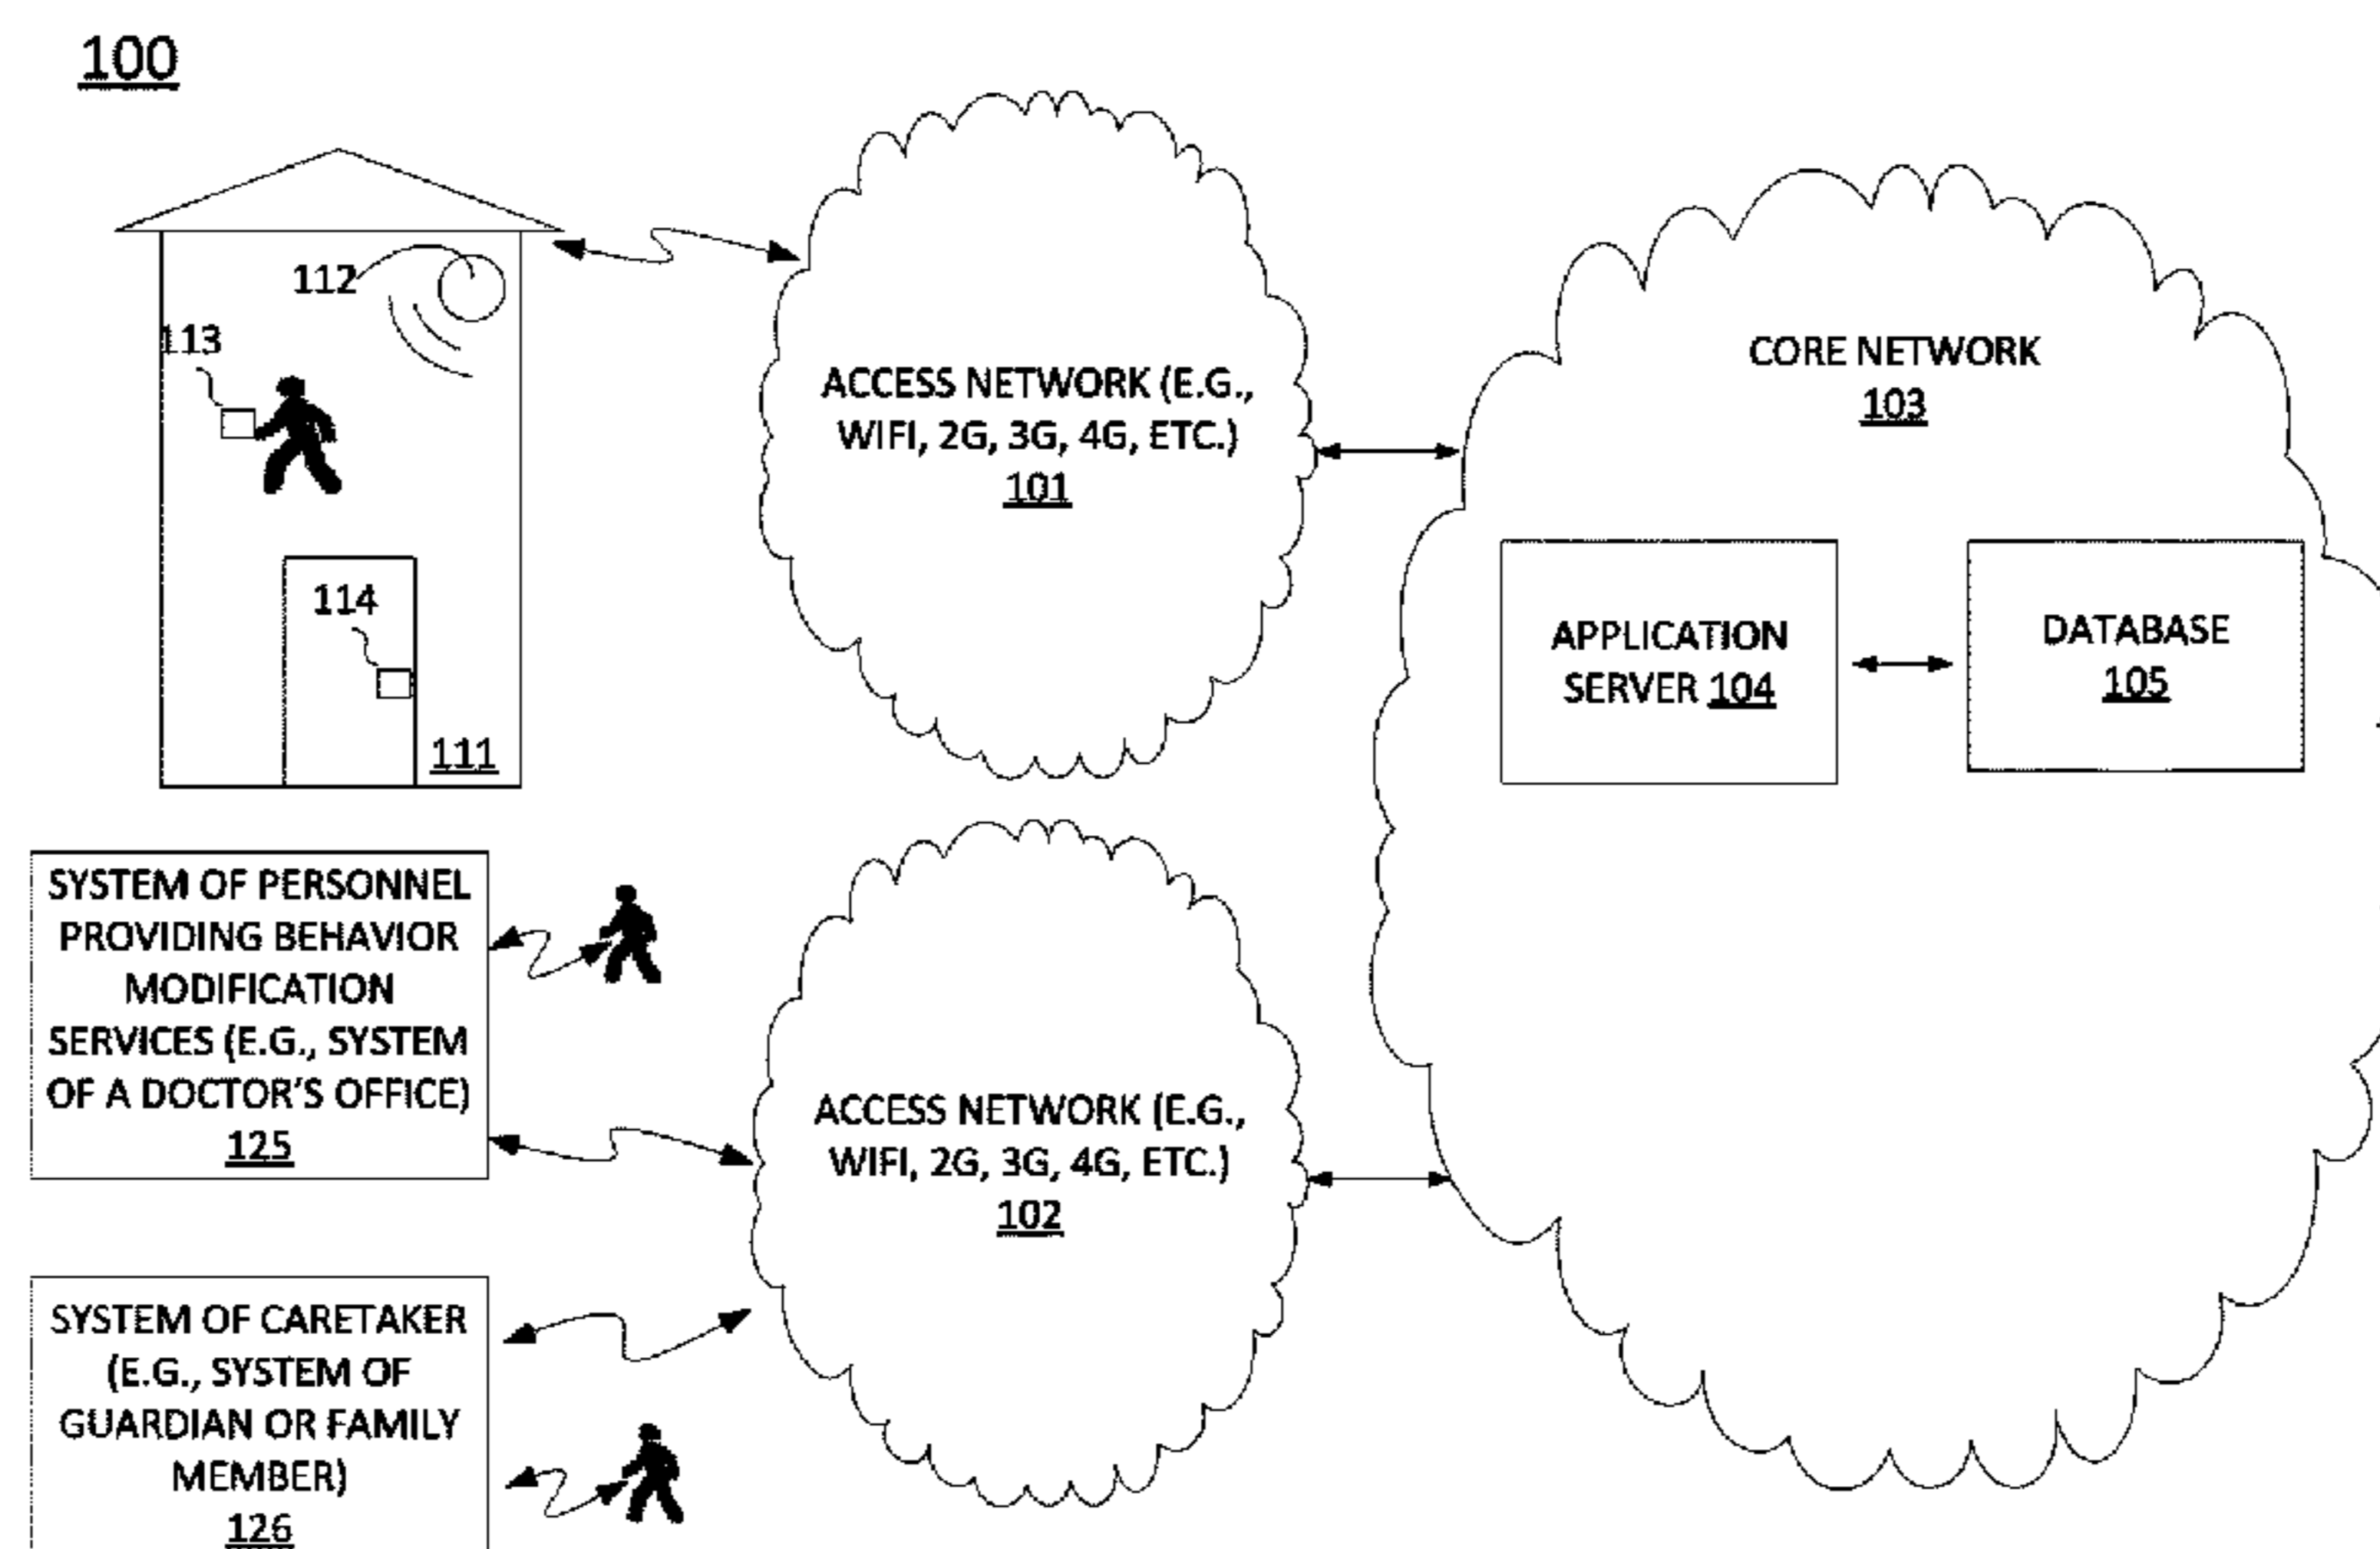 100
112
113
114
111
ACCESS NETWORK (E.G.,
WIFI, 2G, 3G, 4G, ETC.)
101
CORE NETWORK
103
APPLICATION
SERVER 104
DATABASE
105
SYSTEM OF PERSONNEL
PROVIDING BEHAVIOR
MODIFICATION
SERVICES (E.G., SYSTEM
OF A DOCTOR'S OFFICE)
125
ACCESS NETWORK (E.G.,
WIFI, 2G, 3G, 4G, ETC.)
102
SYSTEM OF CARETAKER
(E.G., SYSTEM OF
GUARDIAN OR FAMILY
MEMBER)
126